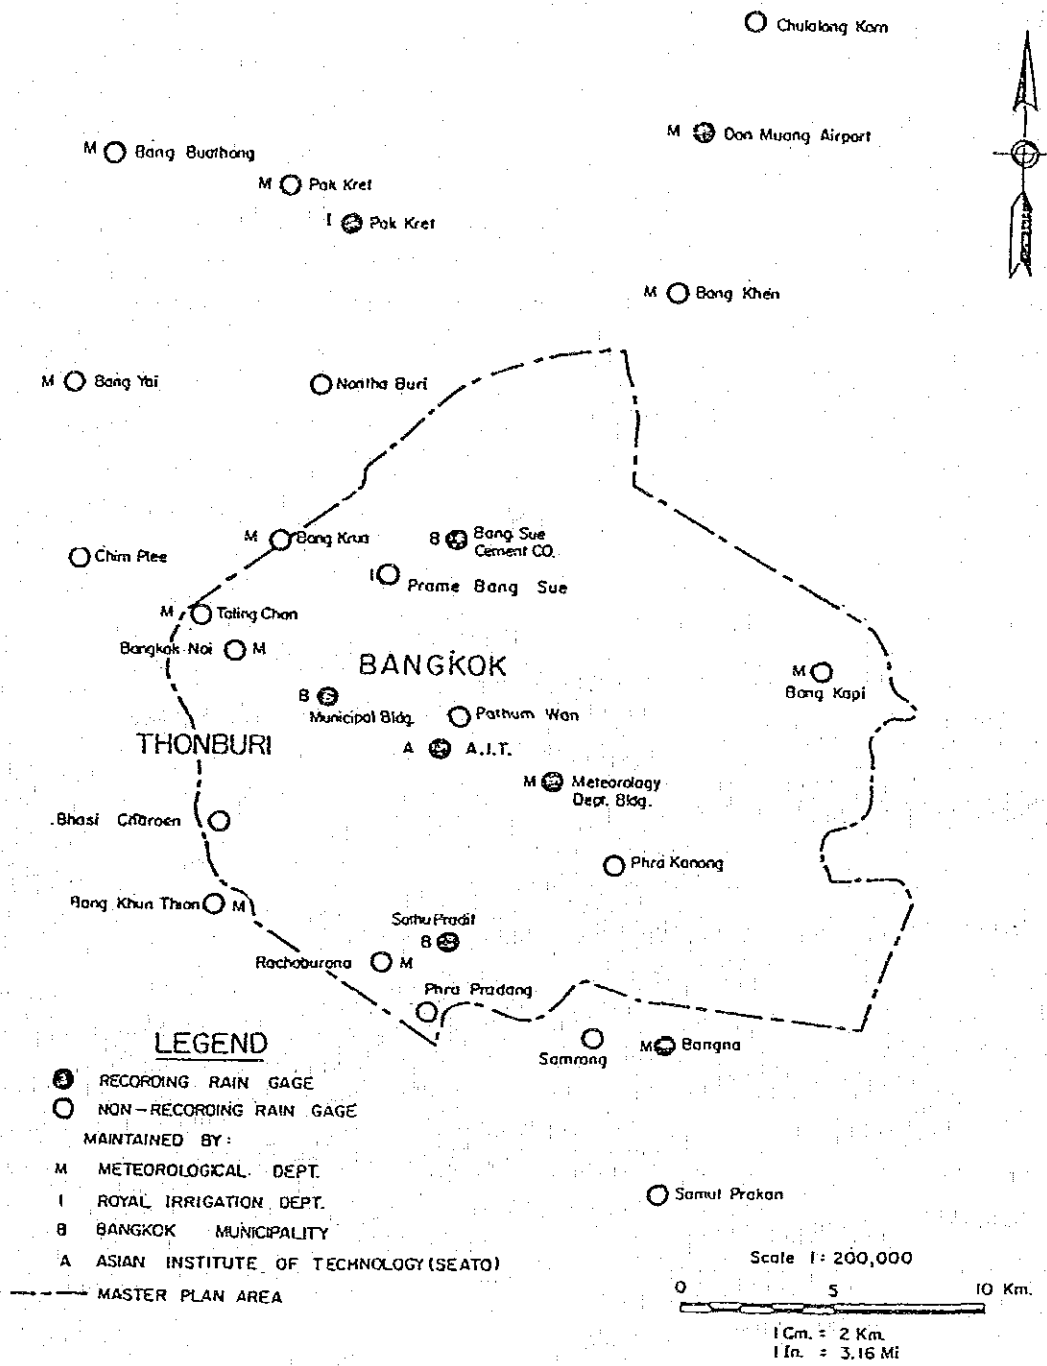 Chulalong Korn
M Don Muang Airport
M Bang Buathong
M Pak Kret
I Pak Kret
M Bang Khen
M Bang Yai
Nontha Buri
M Bang Krua
B Bang Sue
Cement CO.
Chim Plee
I Prame Bang Sue
M Taling Chan
Bangkok Noi M
BANGKOK
M
Bang Kapi
B
Municipal Bldg.
Pathum Wan
THONBURI
A A.I.T.
M Meteorology
Dept. Bldg.
Bhasi Charoen
Phra Kanong
Bang Khun Thion M
Sathu Pradit
B
Rachaburana M
Phra Pradang
LEGEND
Samrong
M Bangna
RECORDING RAIN GAGE
NON-RECORDING RAIN GAGE
MAINTAINED BY:
M METEOROLOGICAL DEPT.
I ROYAL IRRIGATION DEPT.
B BANGKOK MUNICIPALITY
A ASIAN INSTITUTE OF TECHNOLOGY (SEATO)
MASTER PLAN AREA
Samut Prakan
Scale 1: 200,000
0 5 10 Km.
1 Cm. = 2 Km.
1 In. = 3.16 Mi